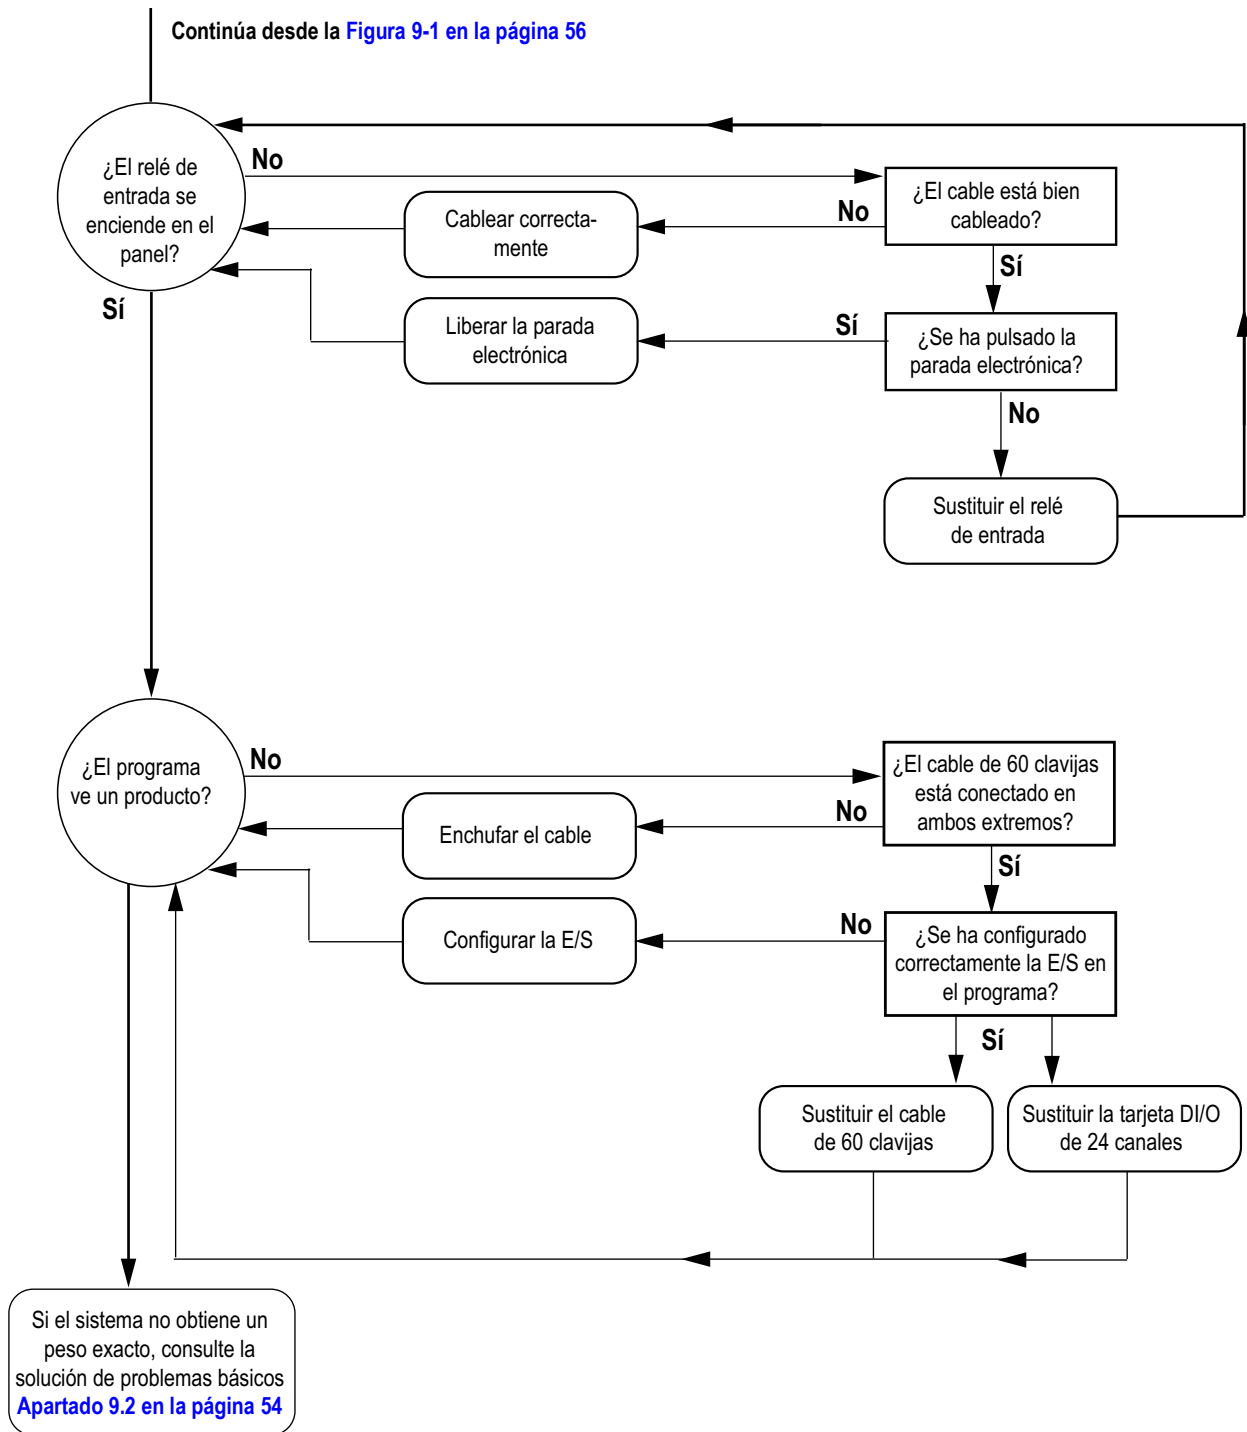 Continúa desde la Figura 9-1 en la página 56
¿El relé de
entrada se
enciende en el
panel?
No
¿El cable está bien
cableado?
No
Cablear correcta-
mente
Sí
¿Se ha pulsado la
parada electrónica?
Sí
Liberar la parada
electrónica
No
Sustituir el relé
de entrada
Sí
¿El programa
ve un producto?
No
¿El cable de 60 clavijas
está conectado en
ambos extremos?
No
Enchufar el cable
Sí
¿Se ha configurado
correctamente la E/S en
el programa?
No
Configurar la E/S
Sí
Sustituir el cable
de 60 clavijas
Sustituir la tarjeta DI/O
de 24 canales
Si el sistema no obtiene un
peso exacto, consulte la
solución de problemas básicos
Apartado 9.2 en la página 54